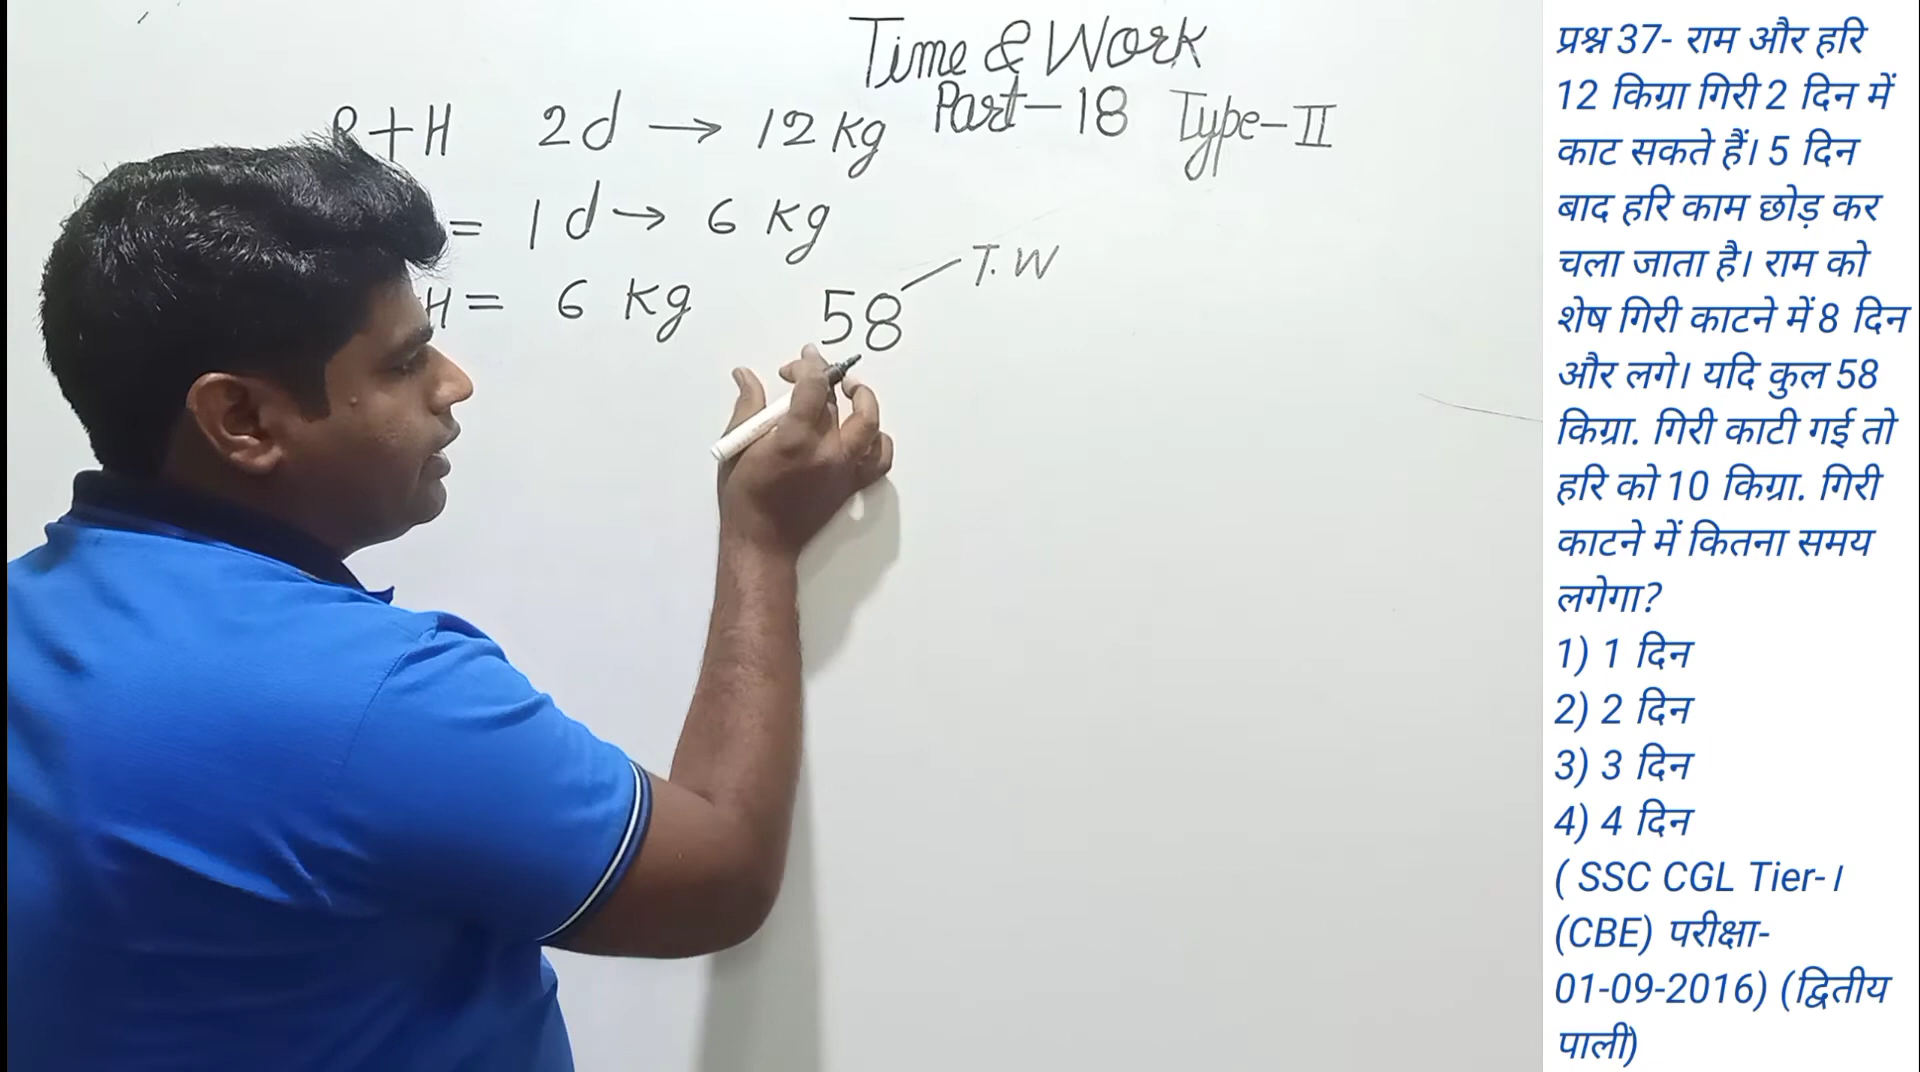 Time & Work
Part-18 Type-II
R+H 2d → 12 kg
= 1d → 6 kg
H = 6 kg
58 T.W
प्रश्न 37- राम और हरि
12 किग्रा गिरी 2 दिन में
काट सकते हैं। 5 दिन
बाद हरि काम छोड़ कर
चला जाता है। राम को
शेष गिरी काटने में 8 दिन
और लगे। यदि कुल 58
किग्रा. गिरी काटी गई तो
हरि को 10 किग्रा. गिरी
काटने में कितना समय
लगेगा?
1) 1 दिन
2) 2 दिन
3) 3 दिन
4) 4 दिन
( SSC CGL Tier-I
(CBE) परीक्षा-
01-09-2016) (द्वितीय
पाली)